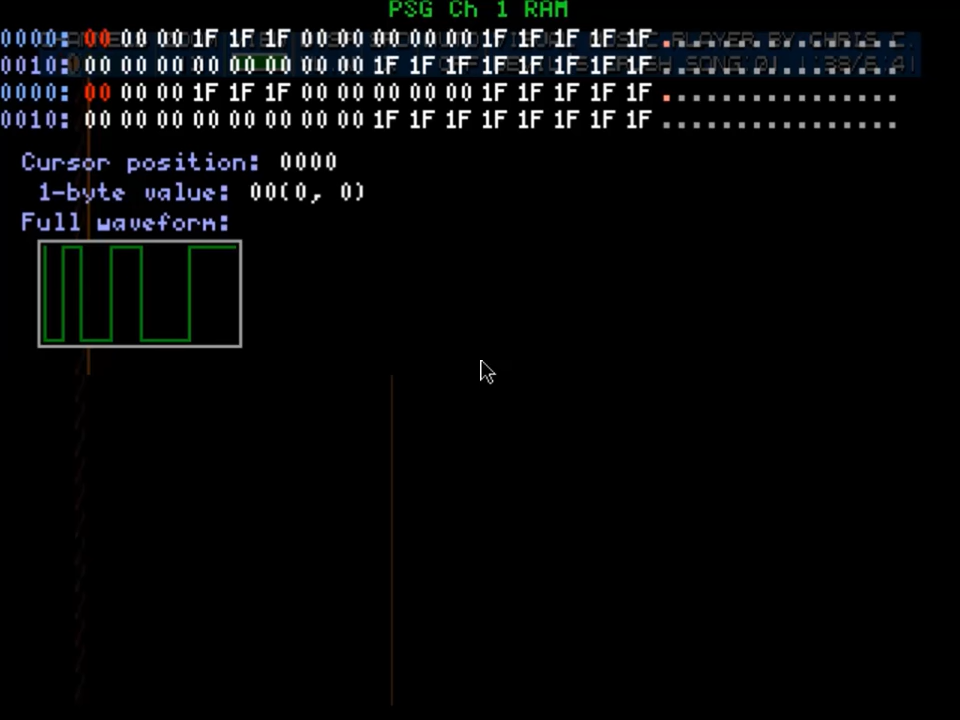 PSG Ch 1 RAM
0000: 00 00 00 1F 1F 1F 00 00 00 00 00 1F 1F 1F 1F 1F ................
0010: 00 00 00 00 00 00 00 00 1F 1F 1F 1F 1F 1F 1F 1F ................
0000: 00 00 00 1F 1F 1F 00 00 00 00 00 1F 1F 1F 1F 1F ................
0010: 00 00 00 00 00 00 00 00 1F 1F 1F 1F 1F 1F 1F 1F ................
Cursor position: 0000
1-byte value: 00(0, 0)
Full waveform: